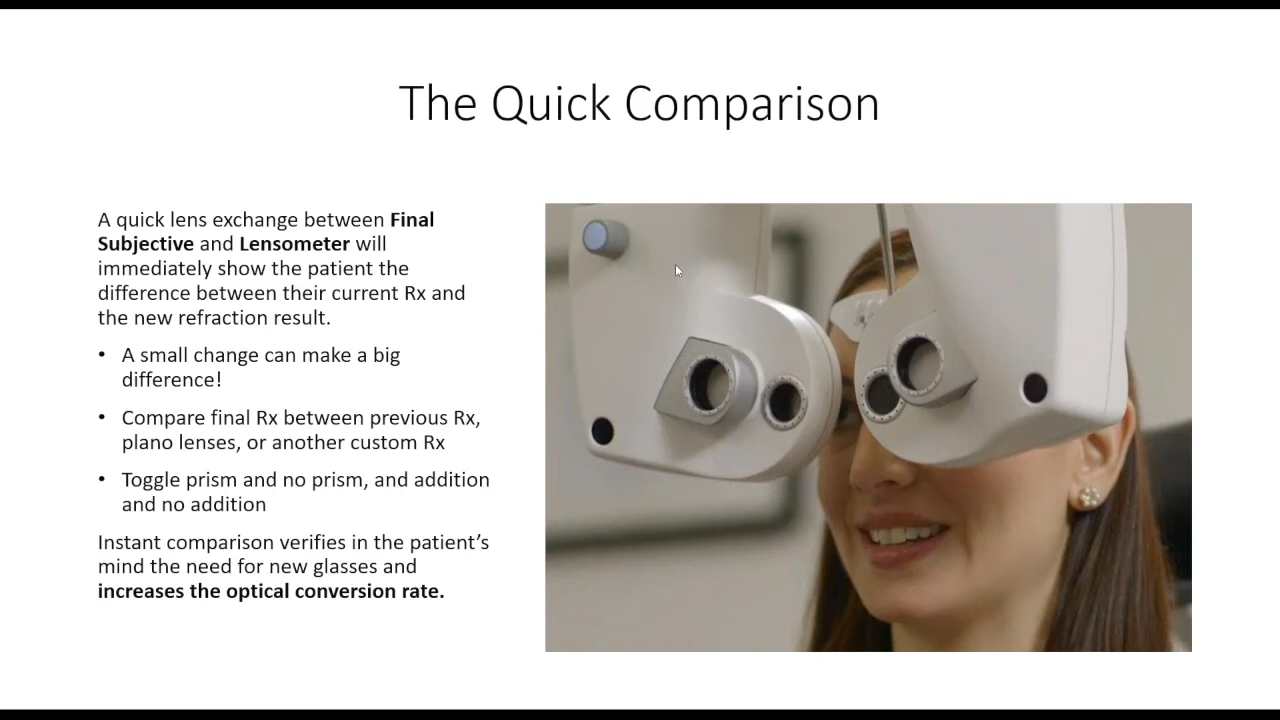 The Quick Comparison
A quick lens exchange between Final
Subjective and Lensometer will
immediately show the patient the
difference between their current Rx and
the new refraction result.
• A small change can make a big
difference!
• Compare final Rx between previous Rx,
plano lenses, or another custom Rx
• Toggle prism and no prism, and addition
and no addition
Instant comparison verifies in the patient’s
mind the need for new glasses and
increases the optical conversion rate.